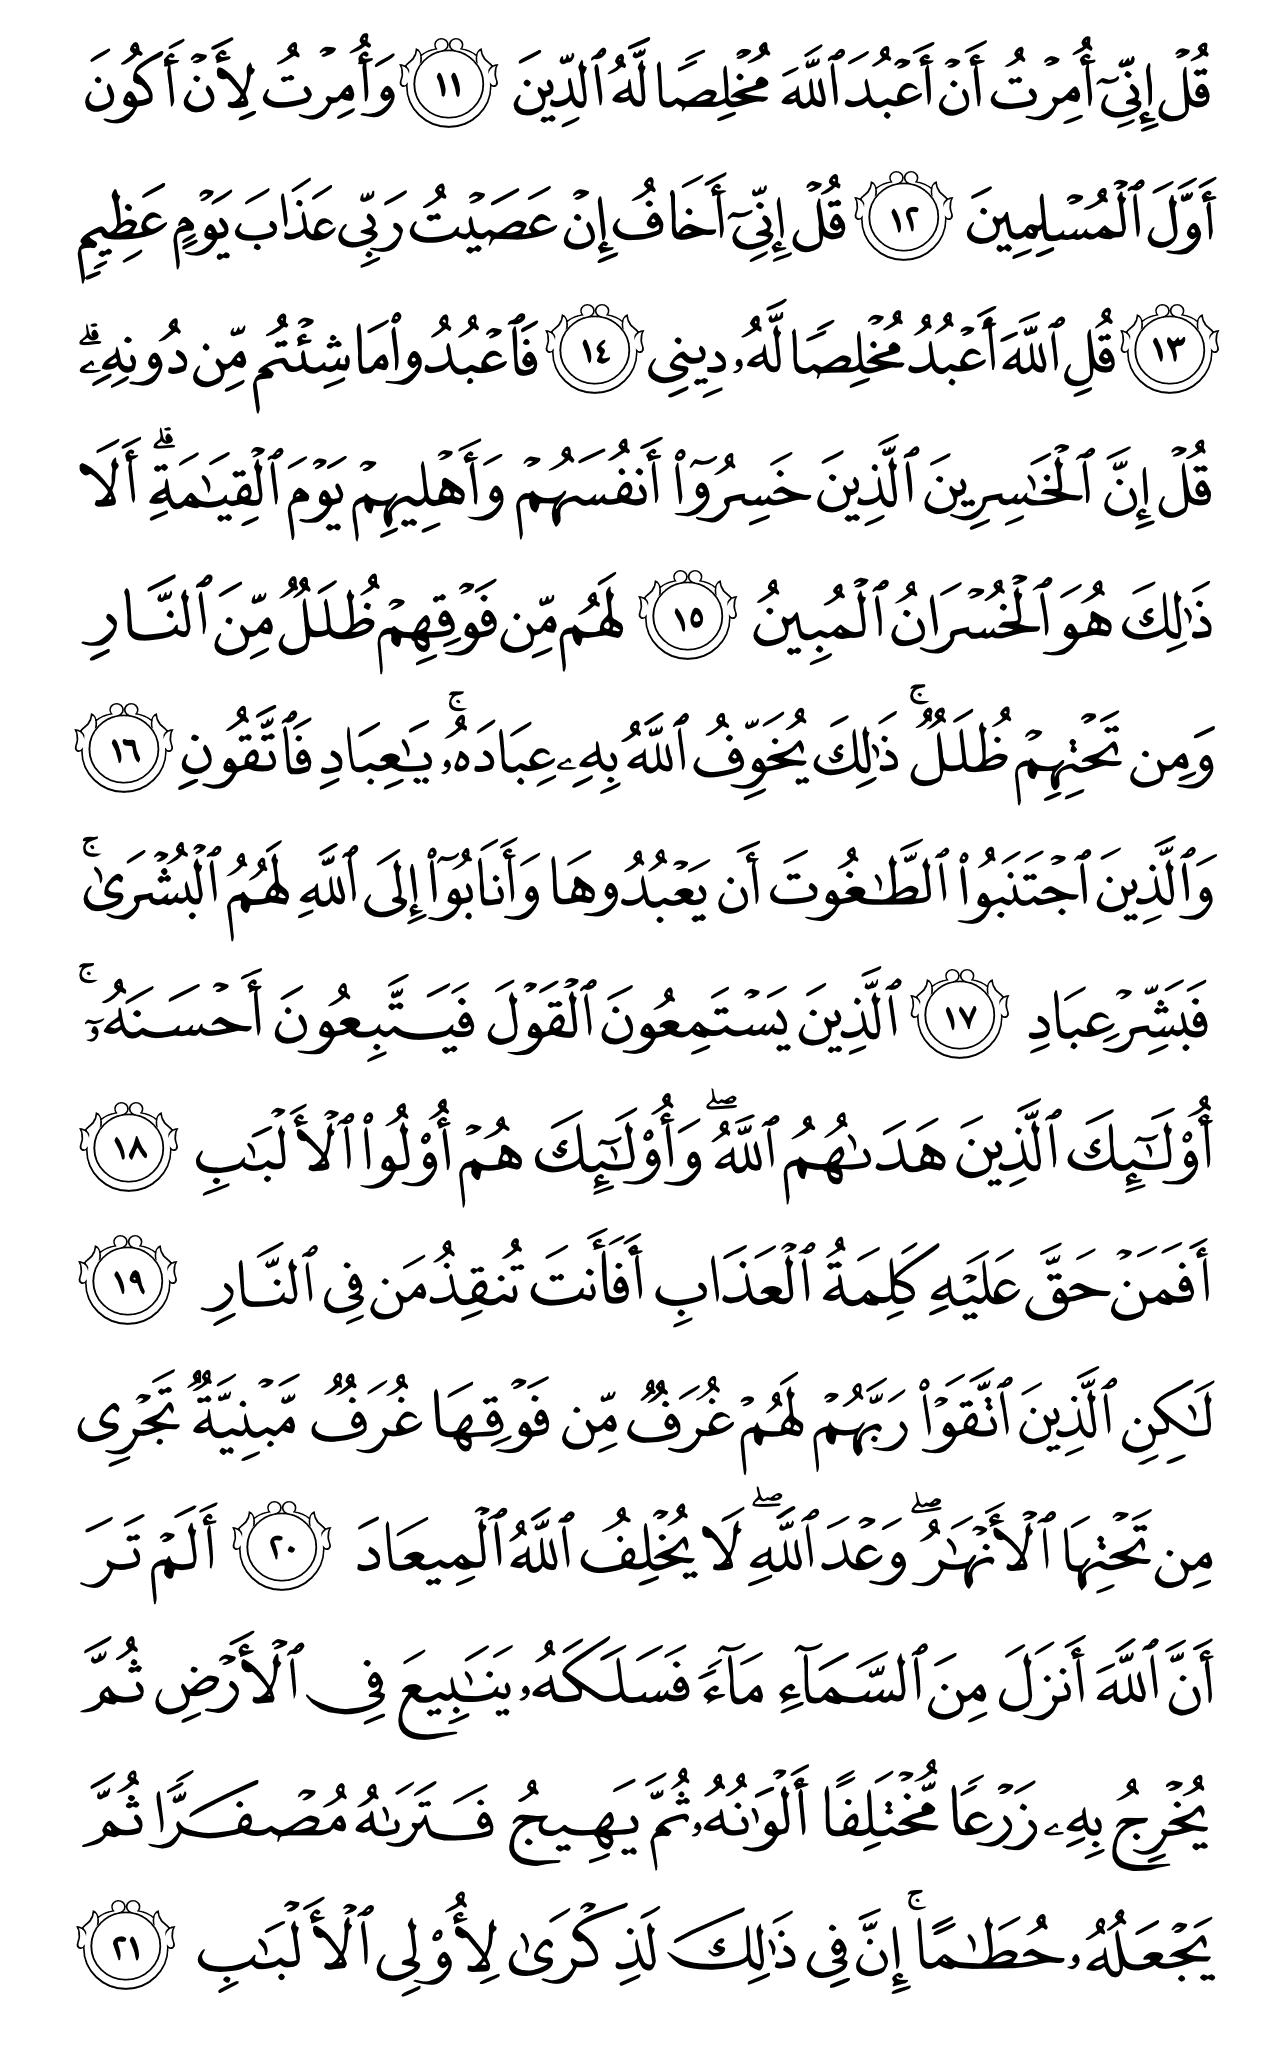 قُلۡ إِنِّيٓ أُمِرۡتُ أَنۡ أَعۡبُدَ ٱللَّهَ مُخۡلِصٗا لَّهُ ٱلدِّينَ ١١ وَأُمِرۡتُ لِأَنۡ أَكُونَ
أَوَّلَ ٱلۡمُسۡلِمِينَ ١٢ قُلۡ إِنِّيٓ أَخَافُ إِنۡ عَصَيۡتُ رَبِّي عَذَابَ يَوۡمٍ عَظِيمٖ
١٣ قُلِ ٱللَّهَ أَعۡبُدُ مُخۡلِصٗا لَّهُۥ دِينِي ١٤ فَٱعۡبُدُواْ مَا شِئۡتُم مِّن دُونِهِۦۗ
قُلۡ إِنَّ ٱلۡخَٰسِرِينَ ٱلَّذِينَ خَسِرُوٓاْ أَنفُسَهُمۡ وَأَهۡلِيهِمۡ يَوۡمَ ٱلۡقِيَٰمَةِۗ أَلَا
ذَٰلِكَ هُوَ ٱلۡخُسۡرَانُ ٱلۡمُبِينُ ١٥ لَهُم مِّن فَوۡقِهِمۡ ظُلَلٞ مِّنَ ٱلنَّارِ
وَمِن تَحۡتِهِمۡ ظُلَلٞۚ ذَٰلِكَ يُخَوِّفُ ٱللَّهُ بِهِۦ عِبَادَهُۥۚ يَٰعِبَادِ فَٱتَّقُونِ ١٦
وَٱلَّذِينَ ٱجۡتَنَبُواْ ٱلطَّٰغُوتَ أَن يَعۡبُدُوهَا وَأَنَابُوٓاْ إِلَى ٱللَّهِ لَهُمُ ٱلۡبُشۡرَىٰۚ
فَبَشِّرۡ عِبَادِ ١٧ ٱلَّذِينَ يَسۡتَمِعُونَ ٱلۡقَوۡلَ فَيَتَّبِعُونَ أَحۡسَنَهُۥٓۚ
أُوْلَٰٓئِكَ ٱلَّذِينَ هَدَىٰهُمُ ٱللَّهُۖ وَأُوْلَٰٓئِكَ هُمۡ أُوْلُواْ ٱلۡأَلۡبَٰبِ ١٨
أَفَمَنۡ حَقَّ عَلَيۡهِ كَلِمَةُ ٱلۡعَذَابِ أَفَأَنتَ تُنقِذُ مَن فِي ٱلنَّارِ ١٩
لَٰكِنِ ٱلَّذِينَ ٱتَّقَوۡاْ رَبَّهُمۡ لَهُمۡ غُرَفٞ مِّن فَوۡقِهَا غُرَفٞ مَّبۡنِيَّةٞ تَجۡرِي
مِن تَحۡتِهَا ٱلۡأَنۡهَٰرُۖ وَعۡدَ ٱللَّهِۖ لَا يُخۡلِفُ ٱللَّهُ ٱلۡمِيعَادَ ٢٠ أَلَمۡ تَرَ
أَنَّ ٱللَّهَ أَنزَلَ مِنَ ٱلسَّمَآءِ مَآءٗ فَسَلَكَهُۥ يَنَٰبِيعَ فِي ٱلۡأَرۡضِ ثُمَّ
يُخۡرِجُ بِهِۦ زَرۡعٗا مُّخۡتَلِفًا أَلۡوَٰنُهُۥ ثُمَّ يَهِيجُ فَتَرَىٰهُ مُصۡفَرّٗا ثُمَّ
يَجۡعَلُهُۥ حُطَٰمًاۚ إِنَّ فِي ذَٰلِكَ لَذِكۡرَىٰ لِأُوْلِي ٱلۡأَلۡبَٰبِ ٢١